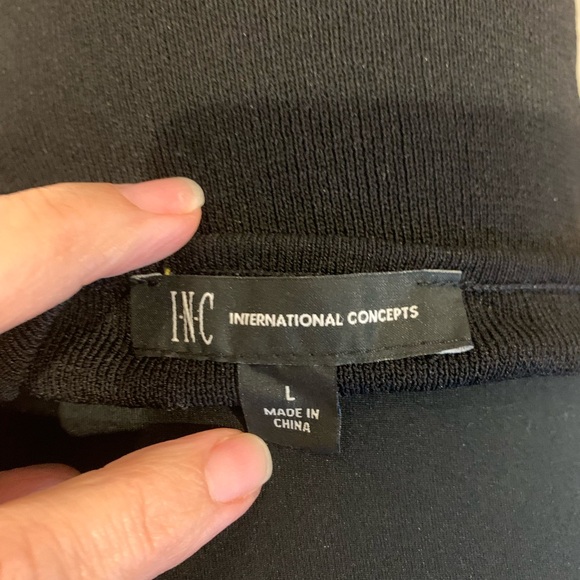 I·N·C INTERNATIONAL CONCEPTS
L
MADE IN
CHINA